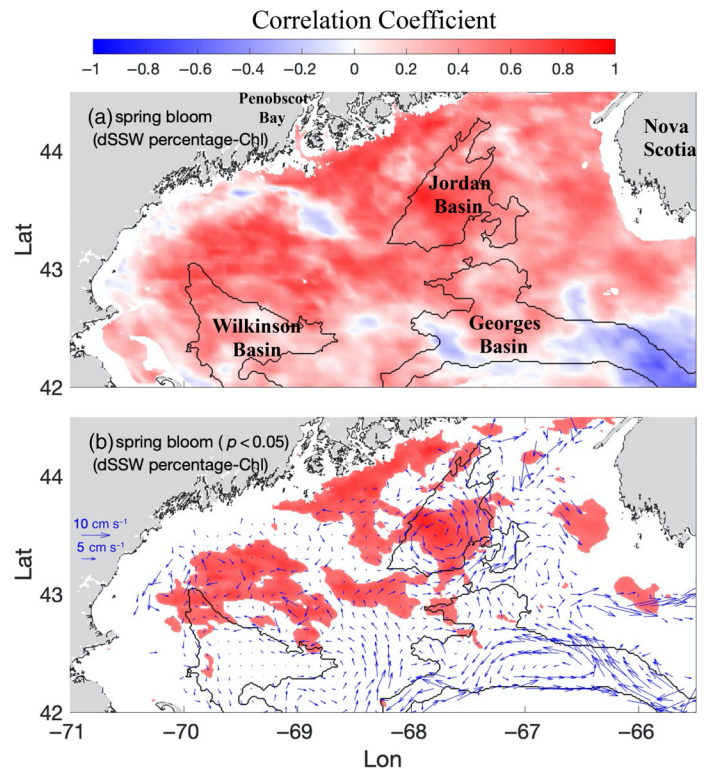 Correlation Coefficient
−1 −0.8 −0.6 −0.4 −0.2 0 0.2 0.4 0.6 0.8 1
(a) spring bloom
(dSSW percentage-Chl)
Penobscot
Bay
Nova
Scotia
Jordan
Basin
Wilkinson
Basin
Georges
Basin
44
43
42
Lat
(b) spring bloom ( p < 0.05)
(dSSW percentage-Chl)
10 cm s⁻¹
5 cm s⁻¹
44
43
42
Lat
−71 −70 −69 −68 −67 −66
Lon